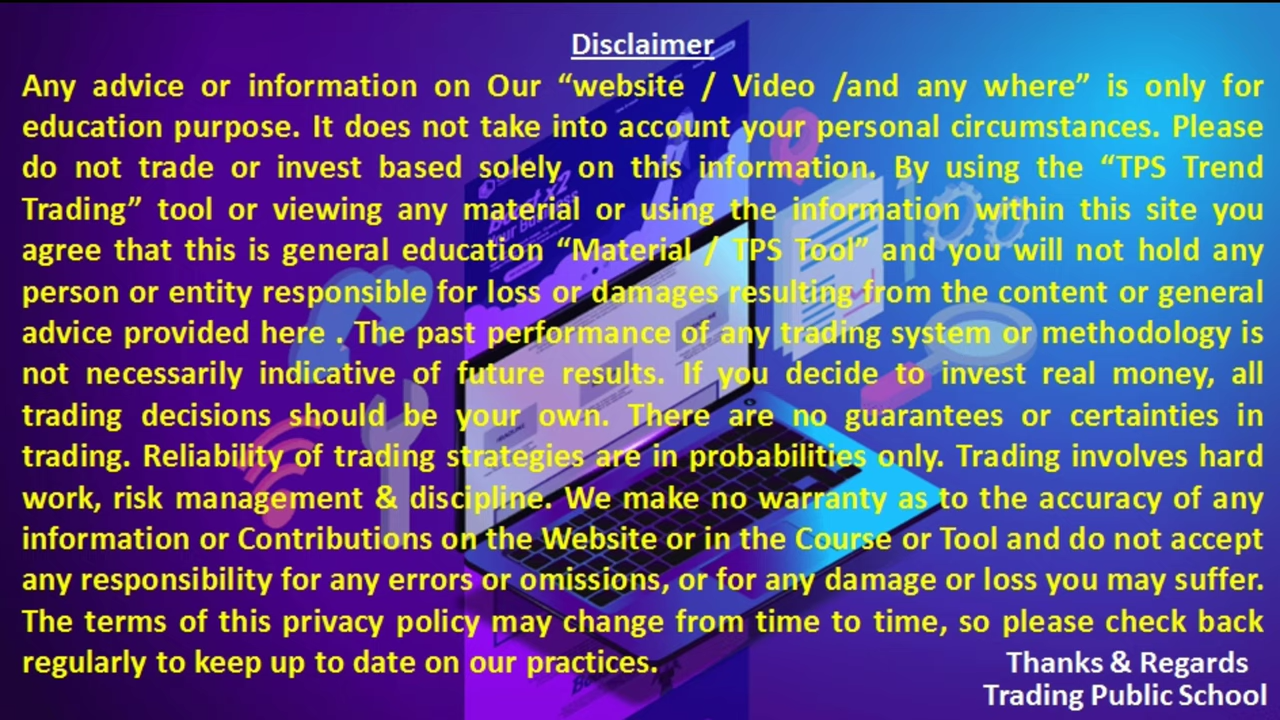 Disclaimer
Any advice or information on Our “website / Video /and any where” is only for
education purpose. It does not take into account your personal circumstances. Please
do not trade or invest based solely on this information. By using the “TPS Trend
Trading” tool or viewing any material or using the information within this site you
agree that this is general education “Material / TPS Tool” and you will not hold any
person or entity responsible for loss or damages resulting from the content or general
advice provided here . The past performance of any trading system or methodology is
not necessarily indicative of future results. If you decide to invest real money, all
trading decisions should be your own. There are no guarantees or certainties in
trading. Reliability of trading strategies are in probabilities only. Trading involves hard
work, risk management & discipline. We make no warranty as to the accuracy of any
information or Contributions on the Website or in the Course or Tool and do not accept
any responsibility for any errors or omissions, or for any damage or loss you may suffer.
The terms of this privacy policy may change from time to time, so please check back
regularly to keep up to date on our practices.
Thanks & Regards
Trading Public School